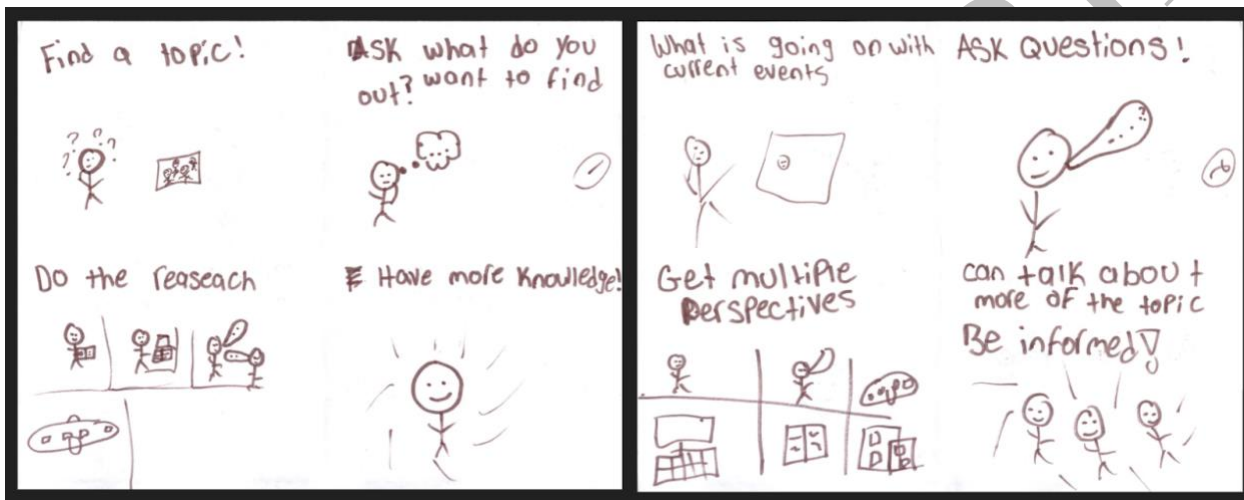 Find a topic!
ASK what do you
want to find
out?
Do the reaseach
Have more knowledge!
What is going on with
current events
ASK Questions!
Get multiple
Perspectives
can talk about
more of the topic
Be informed!